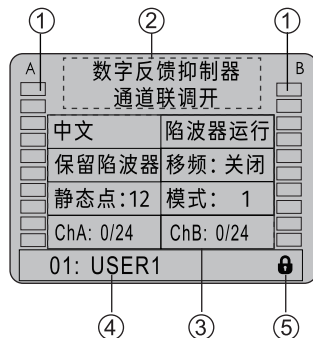 ① ② ①
A 数字反馈抑制器 B
通道联调开
中文 陷波器运行
保留陷波器 移频: 关闭
静态点:12 模式: 1
ChA: 0/24 ChB: 0/24
01: USER1
④ ③ ⑤